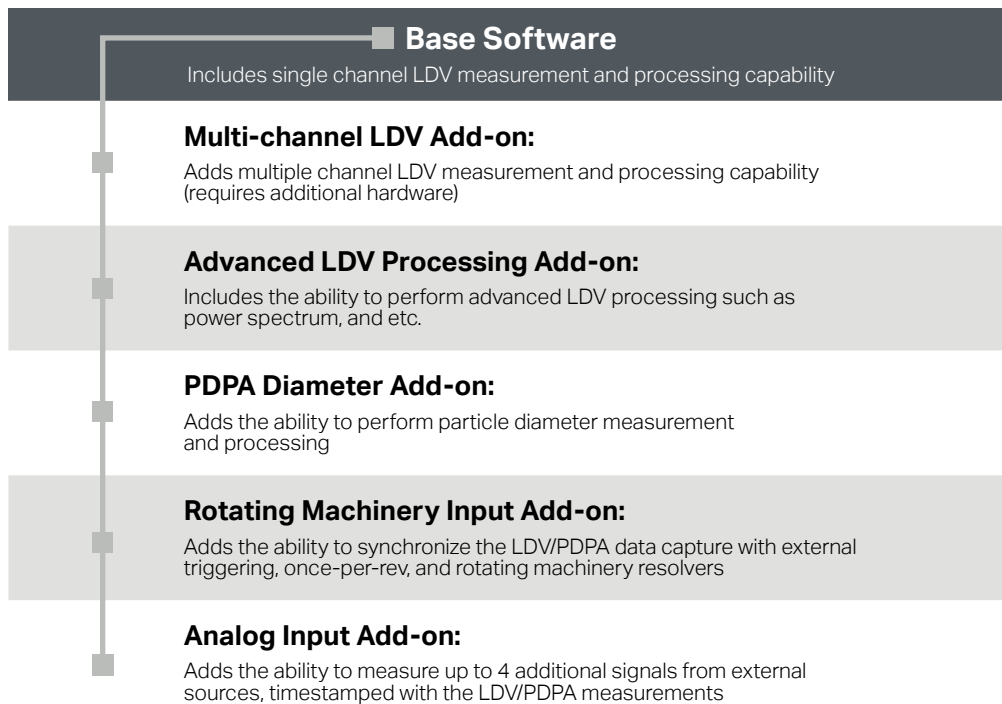 Base Software
Includes single channel LDV measurement and processing capability
Multi-channel LDV Add-on:
Adds multiple channel LDV measurement and processing capability
(requires additional hardware)
Advanced LDV Processing Add-on:
Includes the ability to perform advanced LDV processing such as
power spectrum, and etc.
PDPA Diameter Add-on:
Adds the ability to perform particle diameter measurement
and processing
Rotating Machinery Input Add-on:
Adds the ability to synchronize the LDV/PDPA data capture with external
triggering, once-per-rev, and rotating machinery resolvers
Analog Input Add-on:
Adds the ability to measure up to 4 additional signals from external
sources, timestamped with the LDV/PDPA measurements